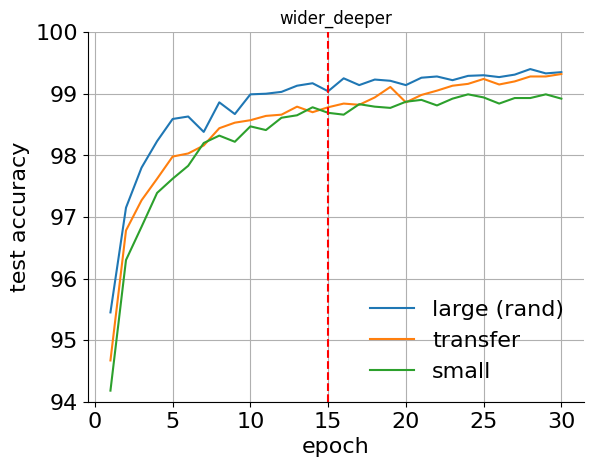 wider_deeper
100
99
98
97
96
95
94
test accuracy
large (rand)
transfer
small
0 5 10 15 20 25 30
epoch